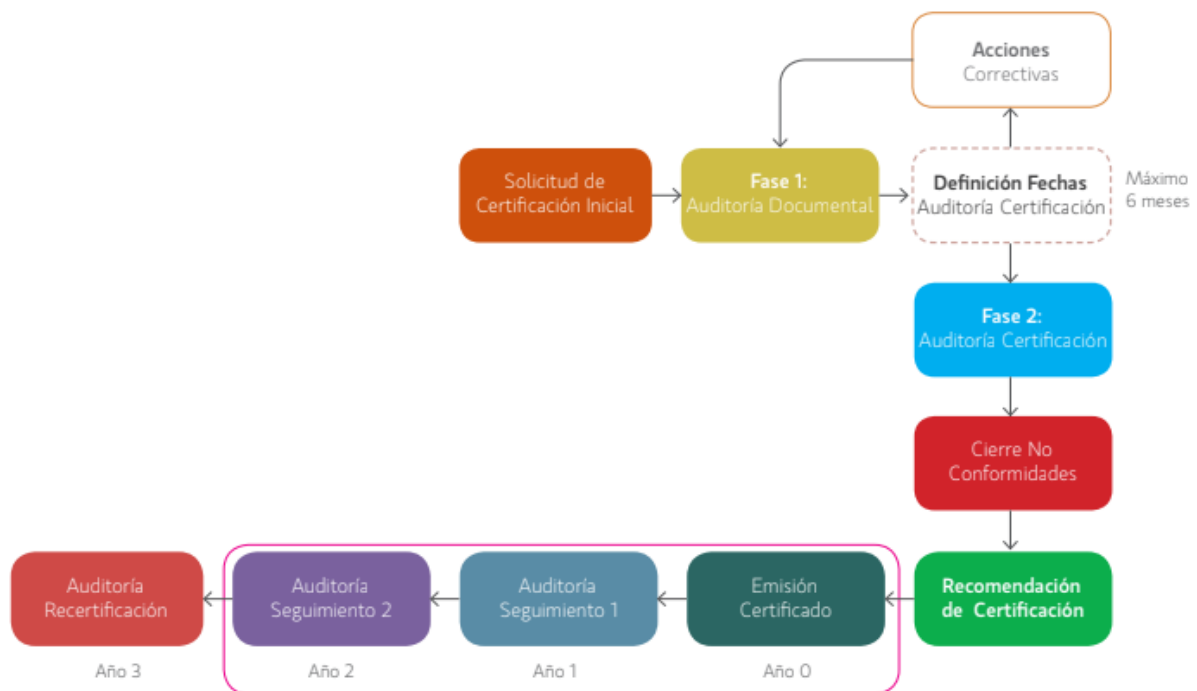 Acciones
Correctivas
Solicitud de
Certificación Inicial
Fase 1:
Auditoría Documental
Definición Fechas
Auditoría Certificación
Máximo
6 meses
Fase 2:
Auditoría Certificación
Cierre No
Conformidades
Auditoría
Recertificación
Auditoría
Seguimiento 2
Auditoría
Seguimiento 1
Emisión
Certificado
Recomendación
de Certificación
Año 3
Año 2
Año 1
Año 0